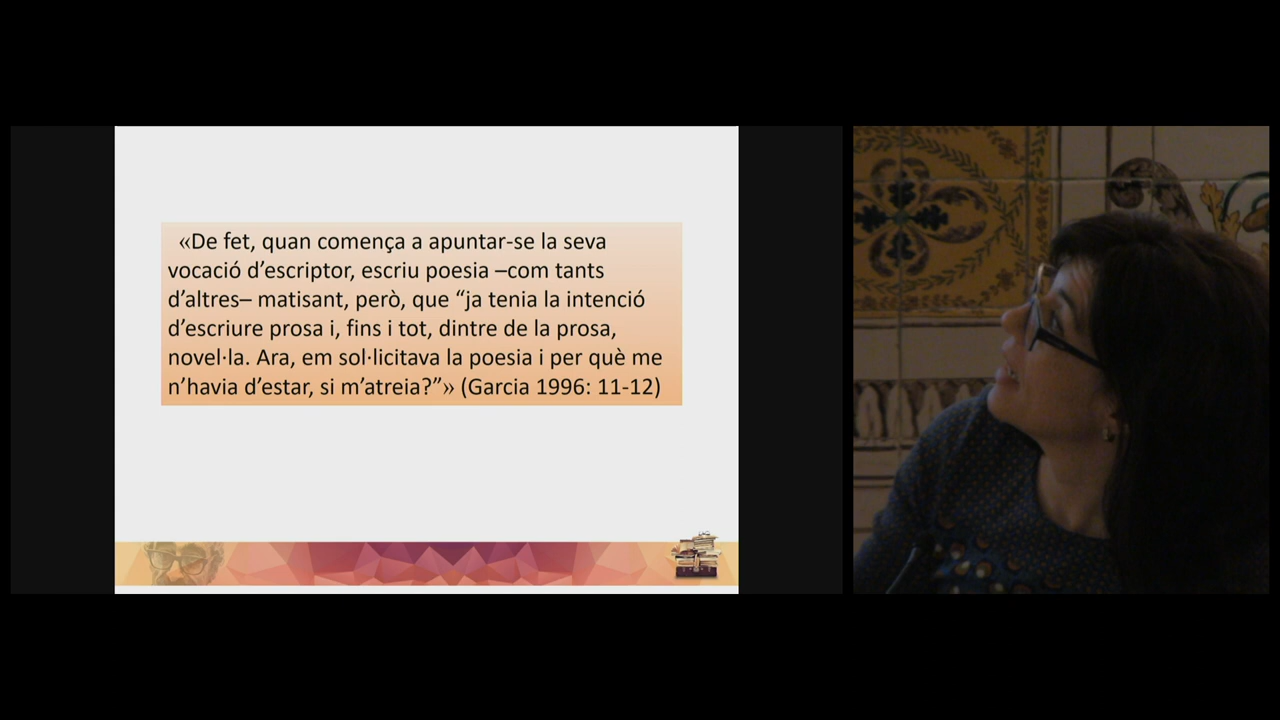 «De fet, quan comença a apuntar-se la seva
vocació d’escriptor, escriu poesia –com tants
d’altres– matisant, però, que “ja tenia la intenció
d’escriure prosa i, fins i tot, dintre de la prosa,
novel·la. Ara, em sol·licitava la poesia i per què me
n’havia d’estar, si m’atreia?”» (Garcia 1996: 11-12)